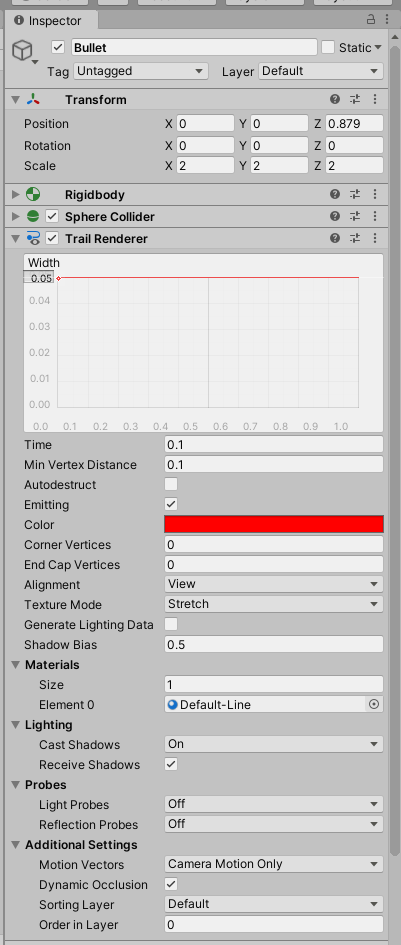 Inspector
Bullet Static
Tag Untagged Layer Default
Transform
Position X 0 Y 0 Z 0.879
Rotation X 0 Y 0 Z 0
Scale X 2 Y 2 Z 2
Rigidbody
Sphere Collider
Trail Renderer
Width
0.05
0.04
0.03
0.02
0.01
0.00
0.0 0.1 0.2 0.3 0.4 0.5 0.6 0.7 0.8 0.9 1.0
Time 0.1
Min Vertex Distance 0.1
Autodestruct
Emitting
Color
Corner Vertices 0
End Cap Vertices 0
Alignment View
Texture Mode Stretch
Generate Lighting Data
Shadow Bias 0.5
Materials
Size 1
Element 0 Default-Line
Lighting
Cast Shadows On
Receive Shadows
Probes
Light Probes Off
Reflection Probes Off
Additional Settings
Motion Vectors Camera Motion Only
Dynamic Occlusion
Sorting Layer Default
Order in Layer 0